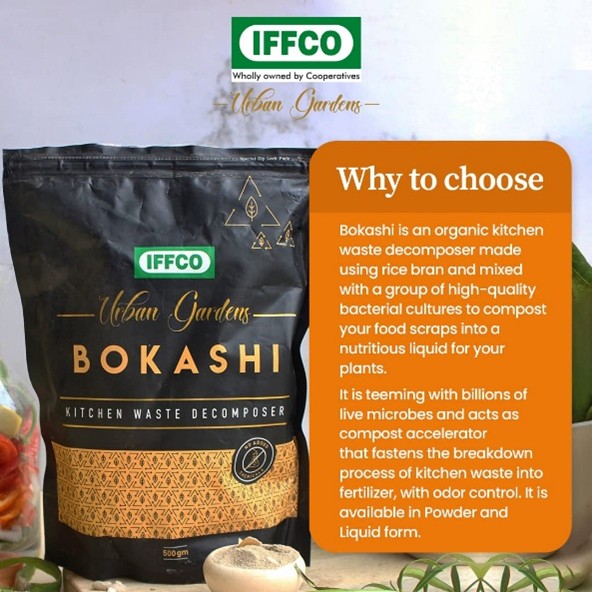 IFFCO
Wholly owned by Cooperatives
Urban Gardens
Why to choose
Bokashi is an organic kitchen
waste decomposer made
using rice bran and mixed
with a group of high-quality
bacterial cultures to compost
your food scraps into a
nutritious liquid for your
plants.
It is teeming with billions of
live microbes and acts as
compost accelerator
that fastens the breakdown
process of kitchen waste into
fertilizer, with odor control. It is
available in Powder and
Liquid form.
IFFCO
Urban Gardens
BOKASHI
KITCHEN WASTE DECOMPOSER
NO ADDED
500gm